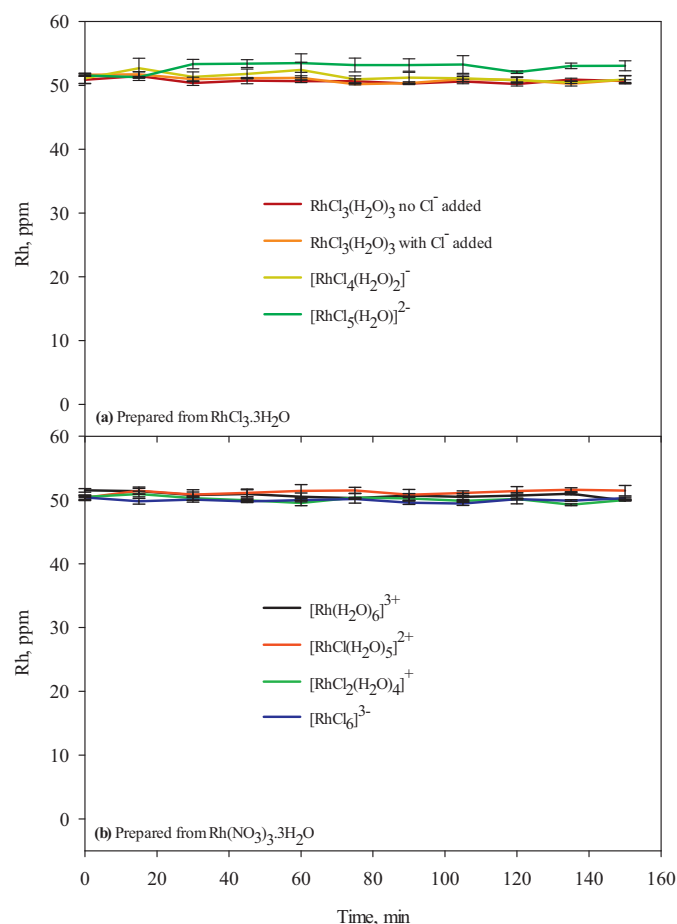 60
50
40
30
20
10
0
Rh, ppm
RhCl3(H2O)3 no Cl- added
RhCl3(H2O)3 with Cl- added
[RhCl4(H2O)2]-
[RhCl5(H2O)]2-
(a) Prepared from RhCl3.3H2O
60
50
40
30
20
10
0
Rh, ppm
[Rh(H2O)6]3+
[RhCl(H2O)5]2+
[RhCl2(H2O)4]+
[RhCl6]3-
(b) Prepared from Rh(NO3)3.3H2O
0 20 40 60 80 100 120 140 160
Time, min